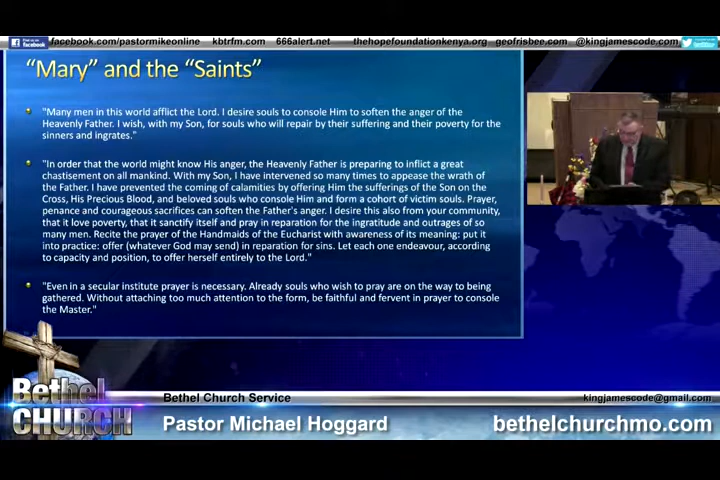 Find us on facebook facebook.com/pastormikeonline kbtrfm.com 666alert.net thehopefoundationkenya.org geofrisbee.com @kingjamescode.com twitter
“Mary” and the “Saints”
"Many men in this world afflict the Lord. I desire souls to console Him to soften the anger of the
Heavenly Father. I wish, with my Son, for souls who will repair by their suffering and their poverty for the
sinners and ingrates."
"In order that the world might know His anger, the Heavenly Father is preparing to inflict a great
chastisement on all mankind. With my Son, I have intervened so many times to appease the wrath of
the Father. I have prevented the coming of calamities by offering Him the sufferings of the Son on the
Cross, His Precious Blood, and beloved souls who console Him and form a cohort of victim souls. Prayer,
penance and courageous sacrifices can soften the Father's anger. I desire this also from your community,
that it love poverty, that it sanctify itself and pray in reparation for the ingratitude and outrages of so
many men. Recite the prayer of the Handmaids of the Eucharist with awareness of its meaning: put it
into practice: offer (whatever God may send) in reparation for sins. Let each one endeavour, according
to capacity and position, to offer herself entirely to the Lord."
"Even in a secular institute prayer is necessary. Already souls who wish to pray are on the way to being
gathered. Without attaching too much attention to the form, be faithful and fervent in prayer to console
the Master."
Bethel
CHURCH
Bethel Church Service
kingjamescode@gmail.com
Pastor Michael Hoggard
bethelchurchmo.com